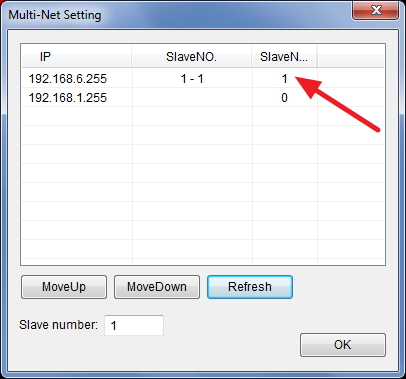 Multi-Net Setting
IP SlaveNO. SlaveN...
192.168.6.255 1 - 1 1
192.168.1.255 0
MoveUp MoveDown Refresh
Slave number: 1
OK